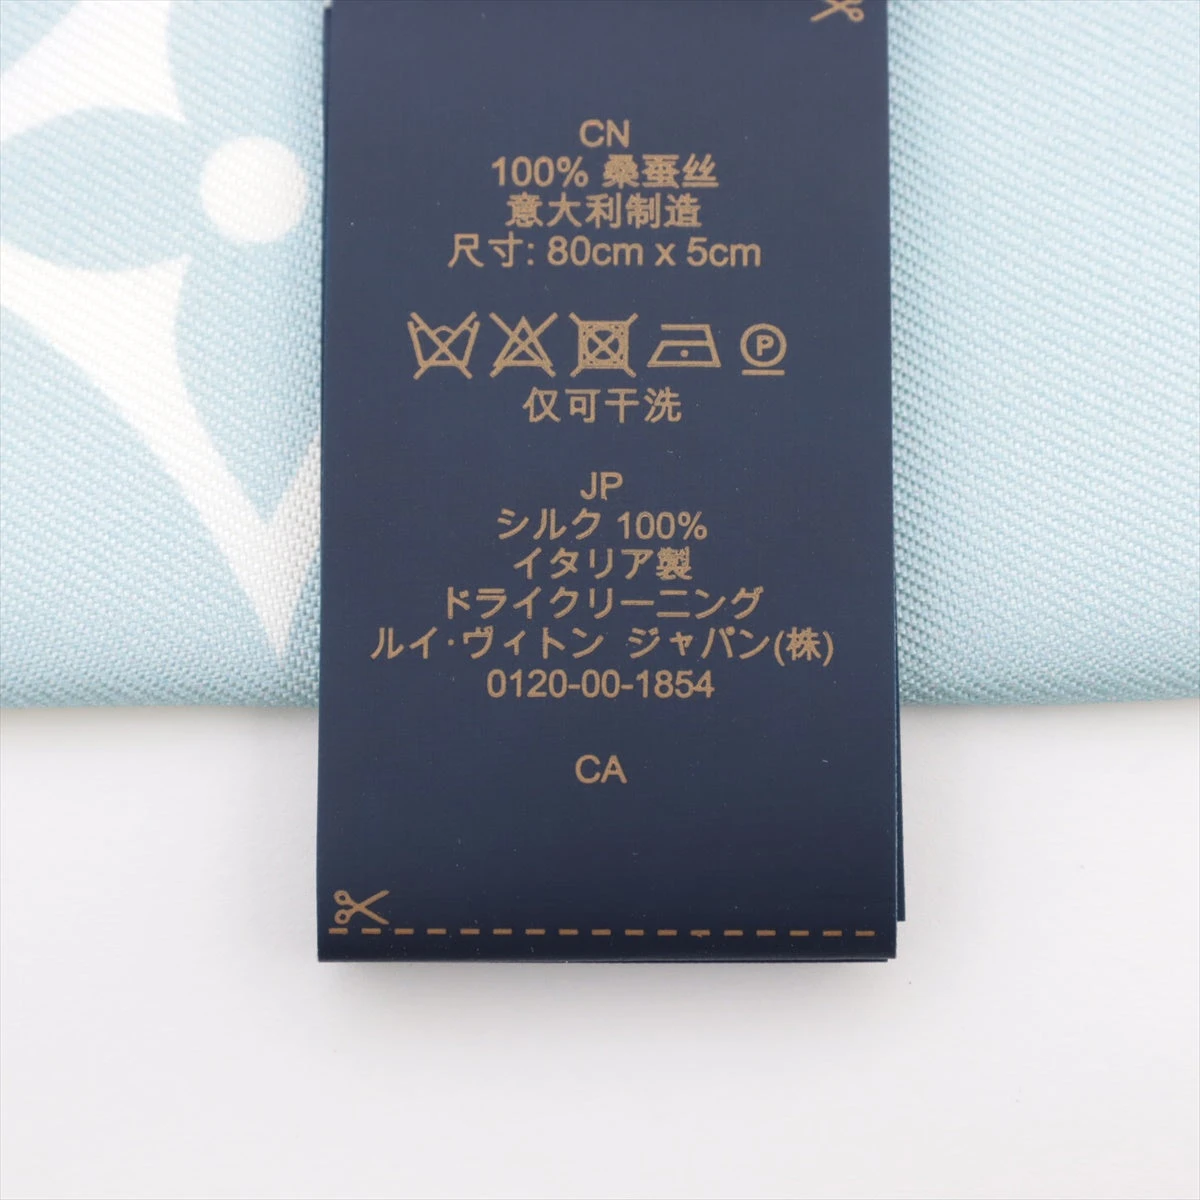 CN
100% 桑蚕丝
意大利制造
尺寸: 80cm x 5cm
P
仅可干洗
JP
シルク 100%
イタリア製
ドライクリーニング
ルイ·ヴィトン ジャパン(株)
0120-00-1854
CA